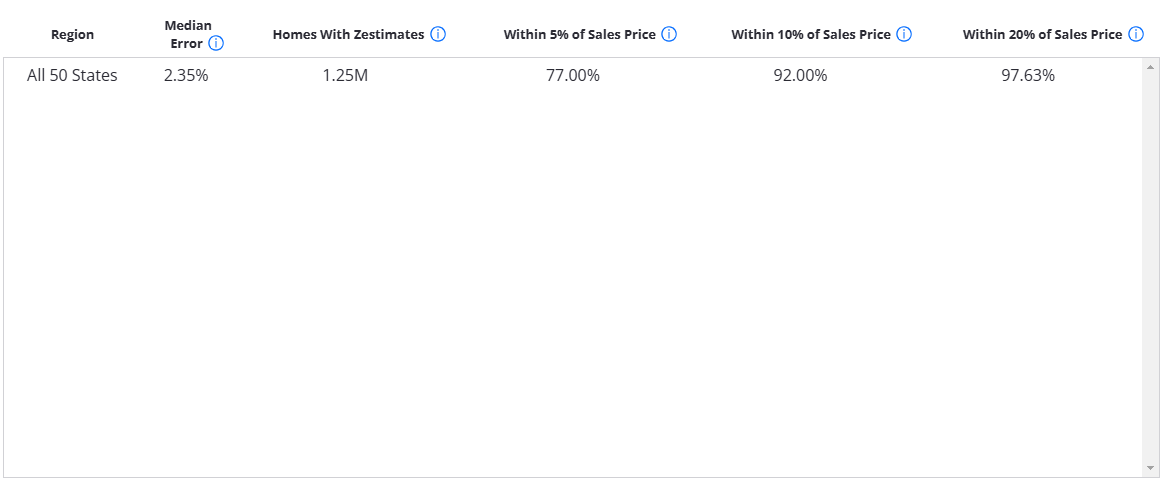 Region
Median
Error
Homes With Zestimates
Within 5% of Sales Price
Within 10% of Sales Price
Within 20% of Sales Price
All 50 States
2.35%
1.25M
77.00%
92.00%
97.63%